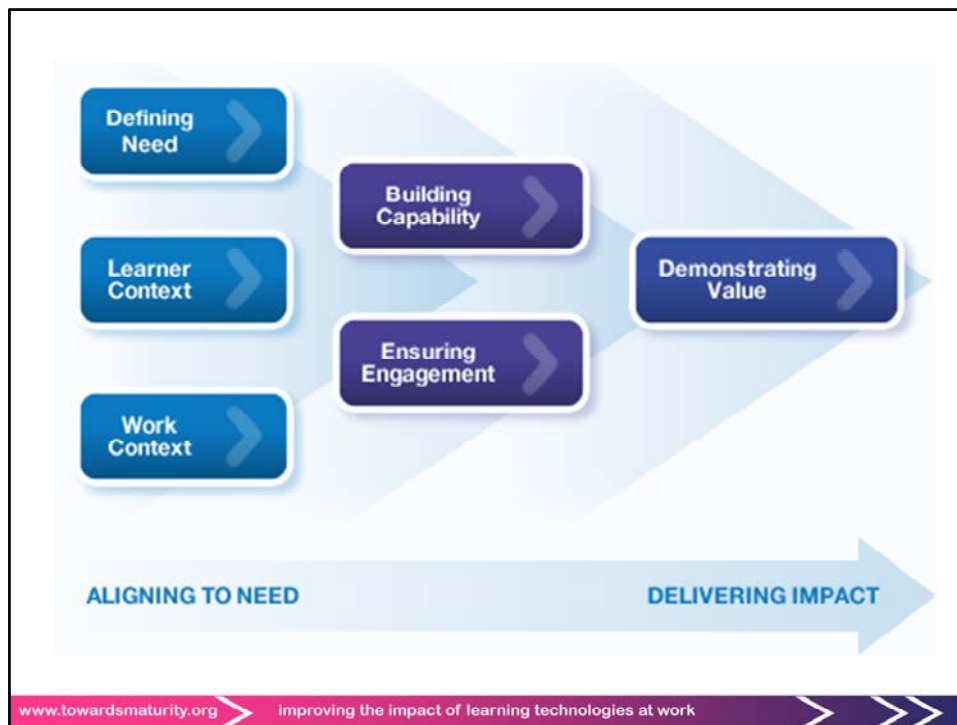 Defining
Need
Learner
Context
Work
Context
Building
Capability
Ensuring
Engagement
Demonstrating
Value
ALIGNING TO NEED
DELIVERING IMPACT
www.towardsmaturity.org
improving the impact of learning technologies at work